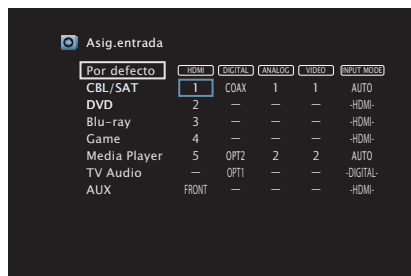 Asig.entrada
Por defecto HDMI DIGITAL ANALOG VIDEO INPUT MODE
CBL/SAT 1 COAX 1 1 AUTO
DVD 2 — — — -HDMI-
Blu-ray 3 — — — -HDMI-
Game 4 — — — -HDMI-
Media Player 5 OPT2 2 2 AUTO
TV Audio — OPT1 — — -DIGITAL-
AUX FRONT — — — -HDMI-